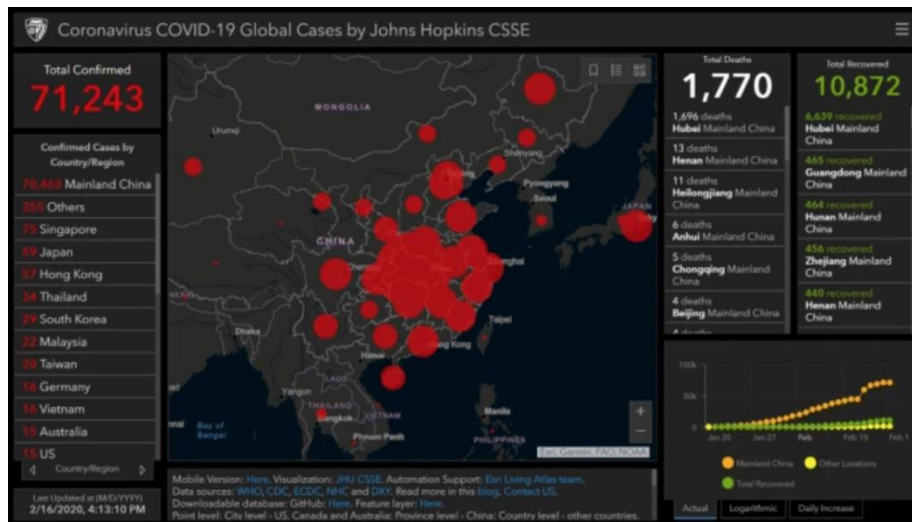 Coronavirus COVID-19 Global Cases by Johns Hopkins CSSE
Total Confirmed
71,243
Confirmed Cases by
Country/Region
70,463 Mainland China
355 Others
75 Singapore
59 Japan
57 Hong Kong
34 Thailand
29 South Korea
22 Malaysia
20 Taiwan
16 Germany
16 Vietnam
15 Australia
15 US
Country/Region
Last Updated at (M/D/YYYY)
2/16/2020, 4:13:10 PM
MONGOLIA
Urumqi
Shenyang
Pyongyang
Seoul
JAPAN
CHINA
Taipei
Hong Kong
Dhaka
Hanoi
LAOS
Yangon
THAILAND
VIETNAM
Bangkok
Manila
Bay of
Bengal
Phnum Penh
PHILIPPINES
+
−
Esri, Garmin, FAO, NOAA
Total Deaths
1,770
1,696 deaths
Hubei Mainland China
13 deaths
Henan Mainland China
11 deaths
Heilongjiang Mainland
China
6 deaths
Anhui Mainland China
5 deaths
Chongqing Mainland
China
4 deaths
Beijing Mainland China
Total Recovered
10,872
6,639 recovered
Hubei Mainland
China
465 recovered
Guangdong Mainland
China
464 recovered
Hunan Mainland
China
456 recovered
Zhejiang Mainland
China
440 recovered
Henan Mainland
China
100k
50k
0
Jan 20
Jan 27
Feb
Feb 10
Feb 1
Mainland China
Other Locations
Total Recovered
Actual
Logarithmic
Daily Increase
Mobile Version: Here. Visualization: JHU CSSE. Automation Support: Esri Living Atlas team.
Data sources: WHO, CDC, ECDC, NHC and DXY. Read more in this blog. Contact US.
Downloadable database: GitHub: Here. Feature layer: Here.
Point level: City level - US, Canada and Australia; Province level - China; Country level - other countries.